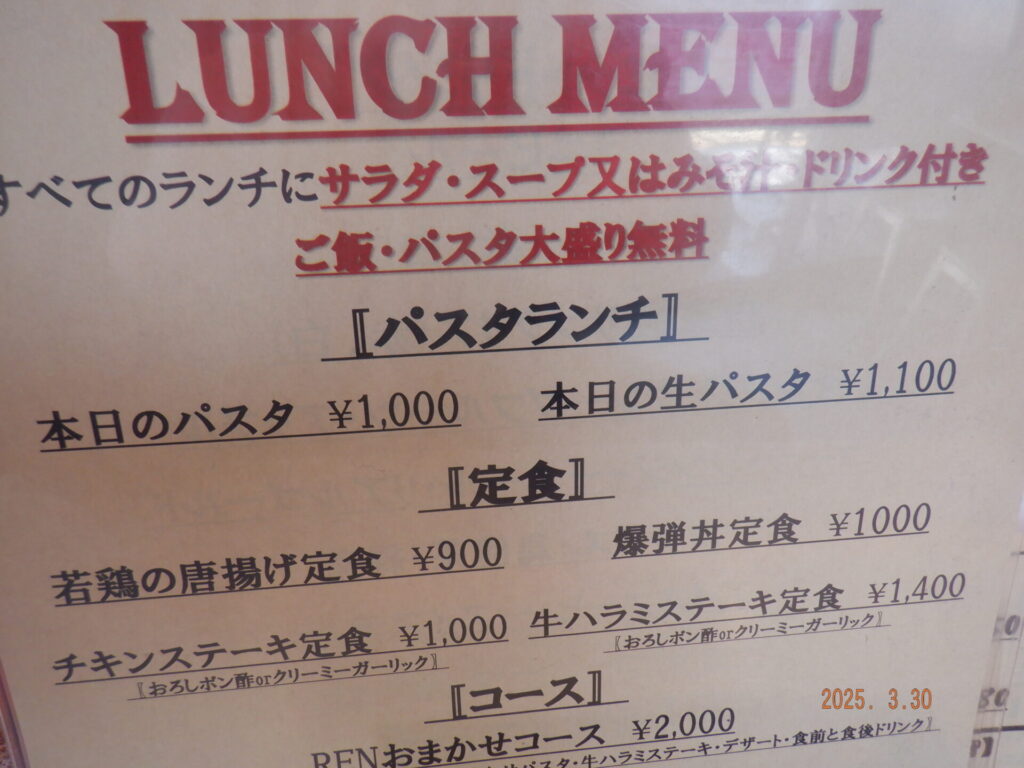 LUNCH MENU
すべてのランチにサラダ・スープ又はみそ汁・ドリンク付き
ご飯・パスタ大盛り無料
〚パスタランチ〛
本日のパスタ ¥1,000 本日の生パスタ ¥1,100
〚定食〛
若鶏の唐揚げ定食 ¥900 爆弾丼定食 ¥1000
チキンステーキ定食 ¥1,000 牛ハラミステーキ定食 ¥1,400
〚おろしポン酢orクリーミーガーリック〛 〚おろしポン酢orクリーミーガーリック〛
〚コース〛
RENおまかせコース ¥2,000
パスタ・牛ハラミステーキ・デザート・食前と食後ドリンク〛
2025. 3.30